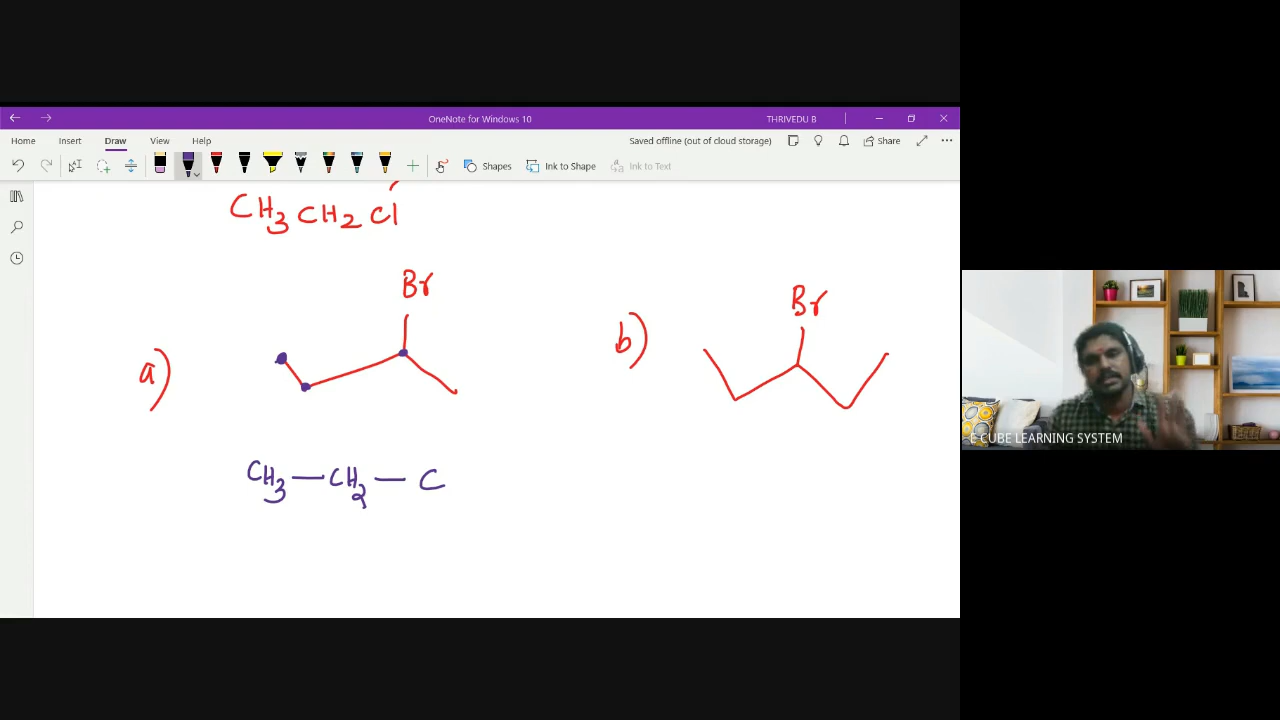 OneNote for Windows 10
THRIVEDU B
Home Insert Draw View Help
Saved offline (out of cloud storage)
Share
Shapes
Ink to Shape
Ink to Text
CH3 CH2 Cl
Br
a)
CH3 — CH2 — C
Br
b)
E CUBE LEARNING SYSTEM